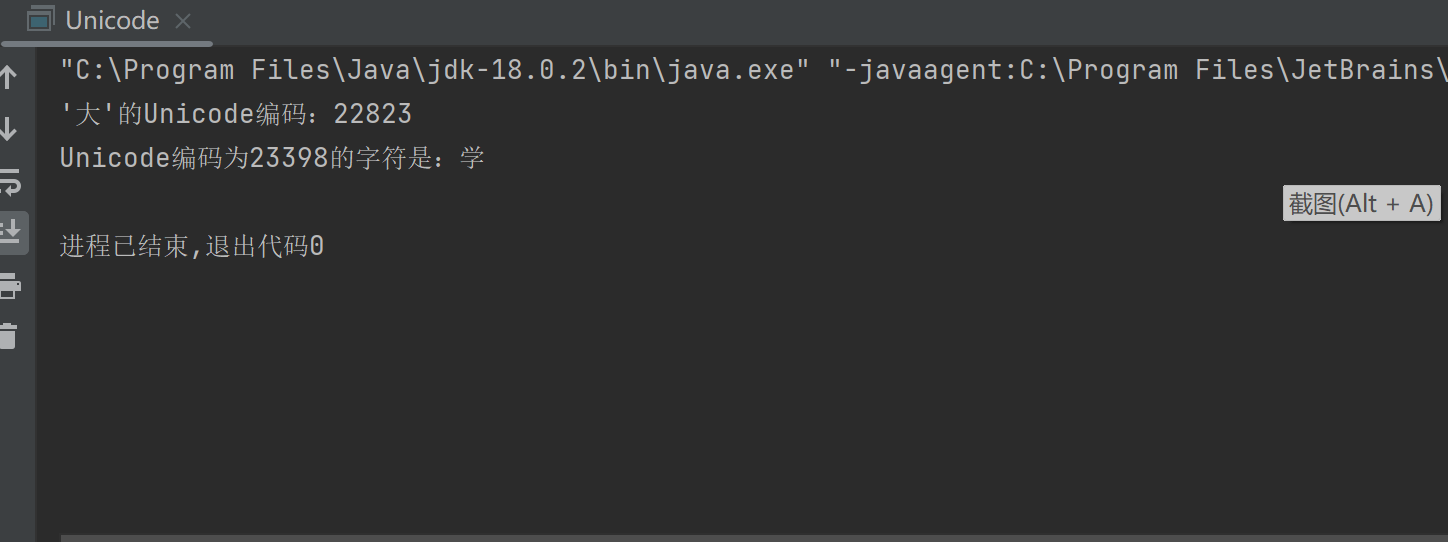 Unicode
"C:\Program Files\Java\jdk-18.0.2\bin\java.exe" "-javaagent:C:\Program Files\JetBrains\
'大'的Unicode编码：22823
Unicode编码为23398的字符是：学
截图(Alt + A)
进程已结束,退出代码0